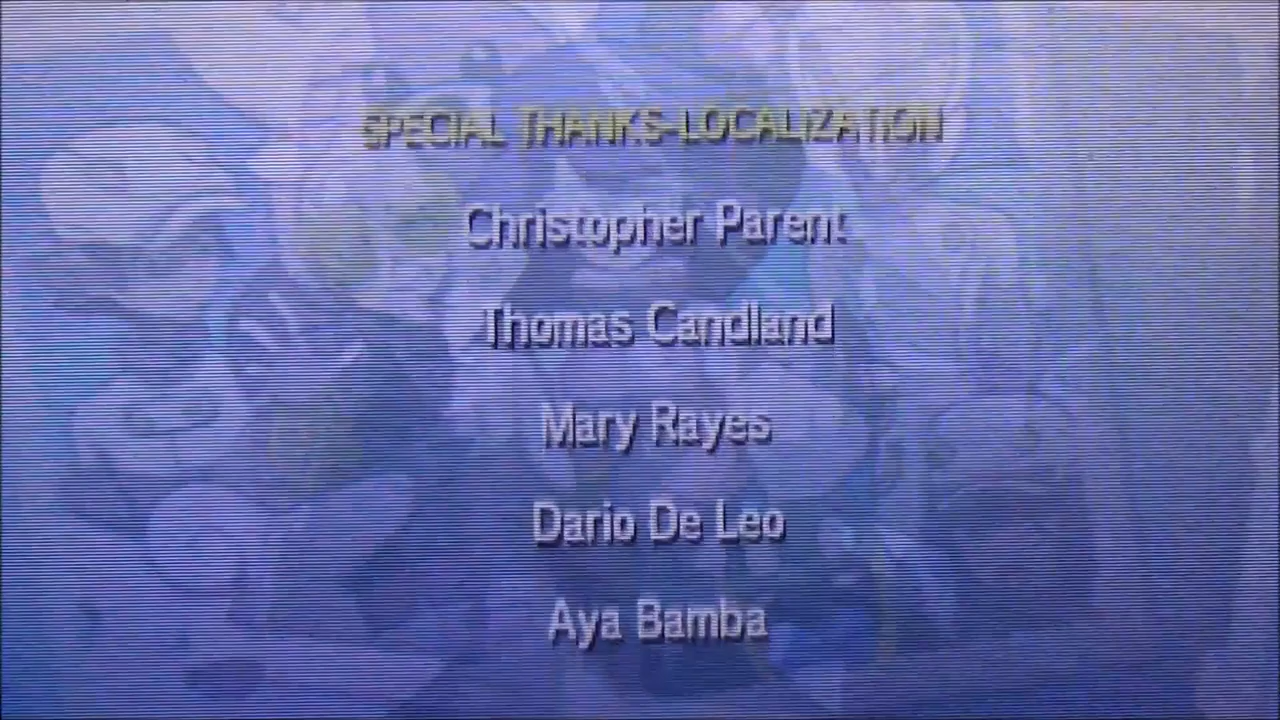 SPECIAL THANKS-LOCALIZATION
Christopher Parent
Thomas Candland
Mary Rayes
Dario De Leo
Aya Bamba